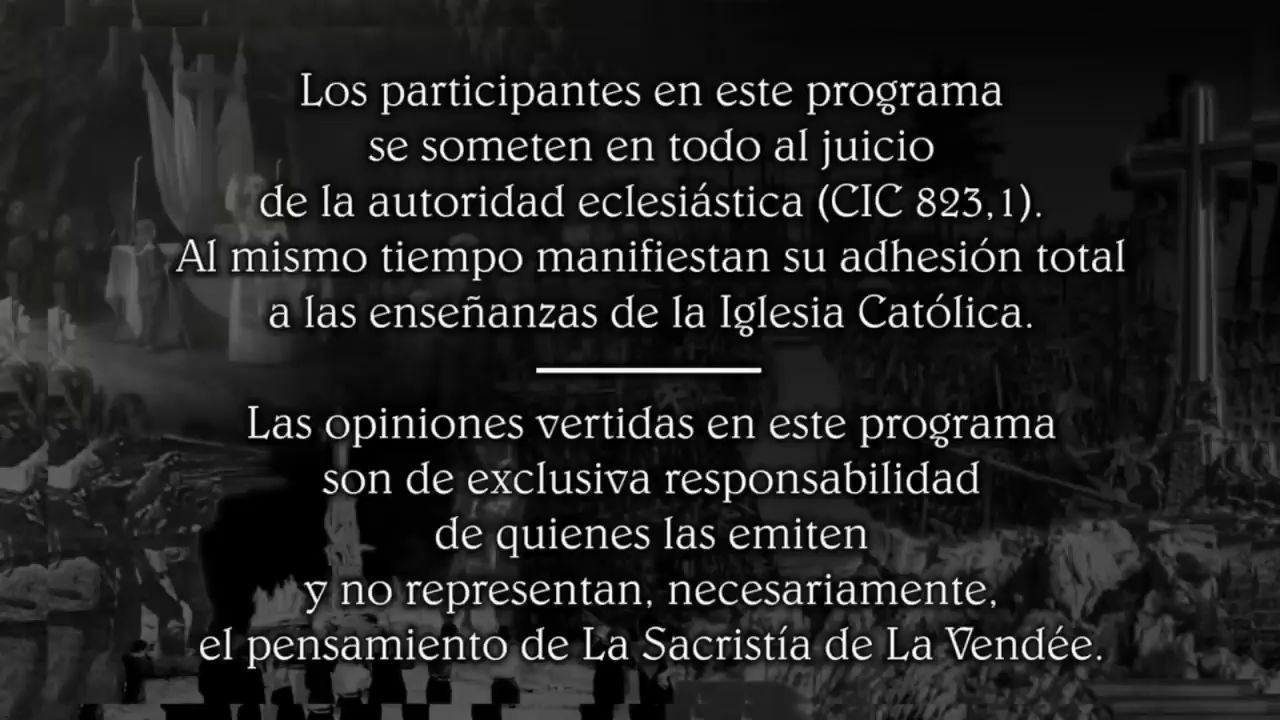 Los participantes en este programa
se someten en todo al juicio
de la autoridad eclesiástica (CIC 823,1).
Al mismo tiempo manifiestan su adhesión total
a las enseñanzas de la Iglesia Católica.
Las opiniones vertidas en este programa
son de exclusiva responsabilidad
de quienes las emiten
y no representan, necesariamente,
el pensamiento de La Sacristía de La Vendée.